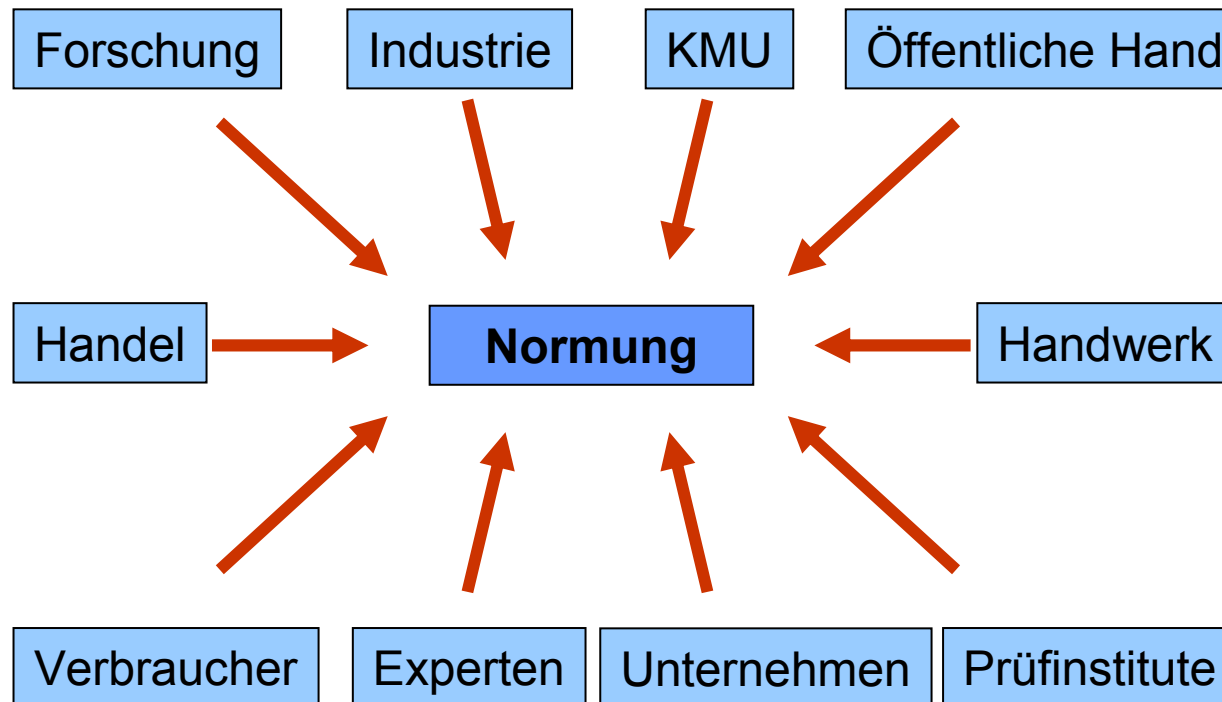 Forschung
Industrie
KMU
Öffentliche Hand
Handel
Normung
Handwerk
Verbraucher
Experten
Unternehmen
Prüfinstitute